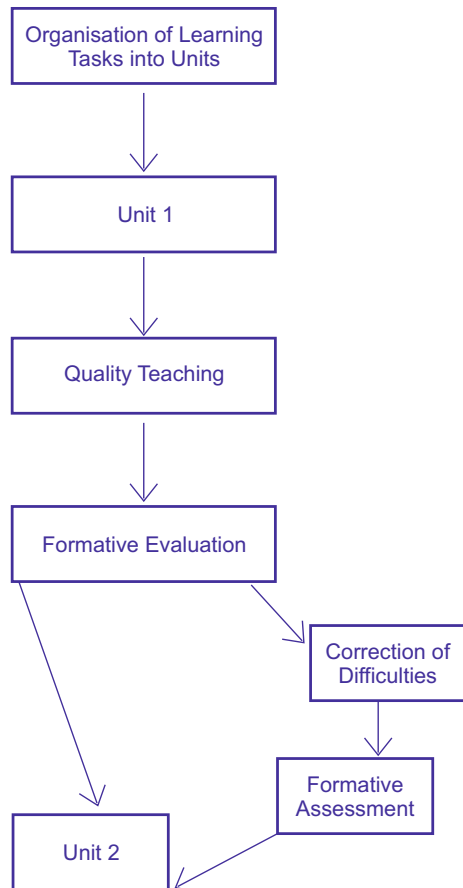 Organisation of Learning
Tasks into Units
Unit 1
Quality Teaching
Formative Evaluation
Correction of
Difficulties
Formative
Assessment
Unit 2